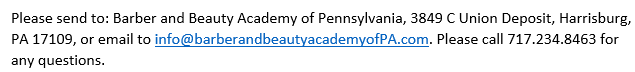 Please send to: Barber and Beauty Academy of Pennsylvania, 3849 C Union Deposit, Harrisburg,
PA 17109, or email to info@barberandbeautyacademyofPA.com. Please call 717.234.8463 for
any questions.